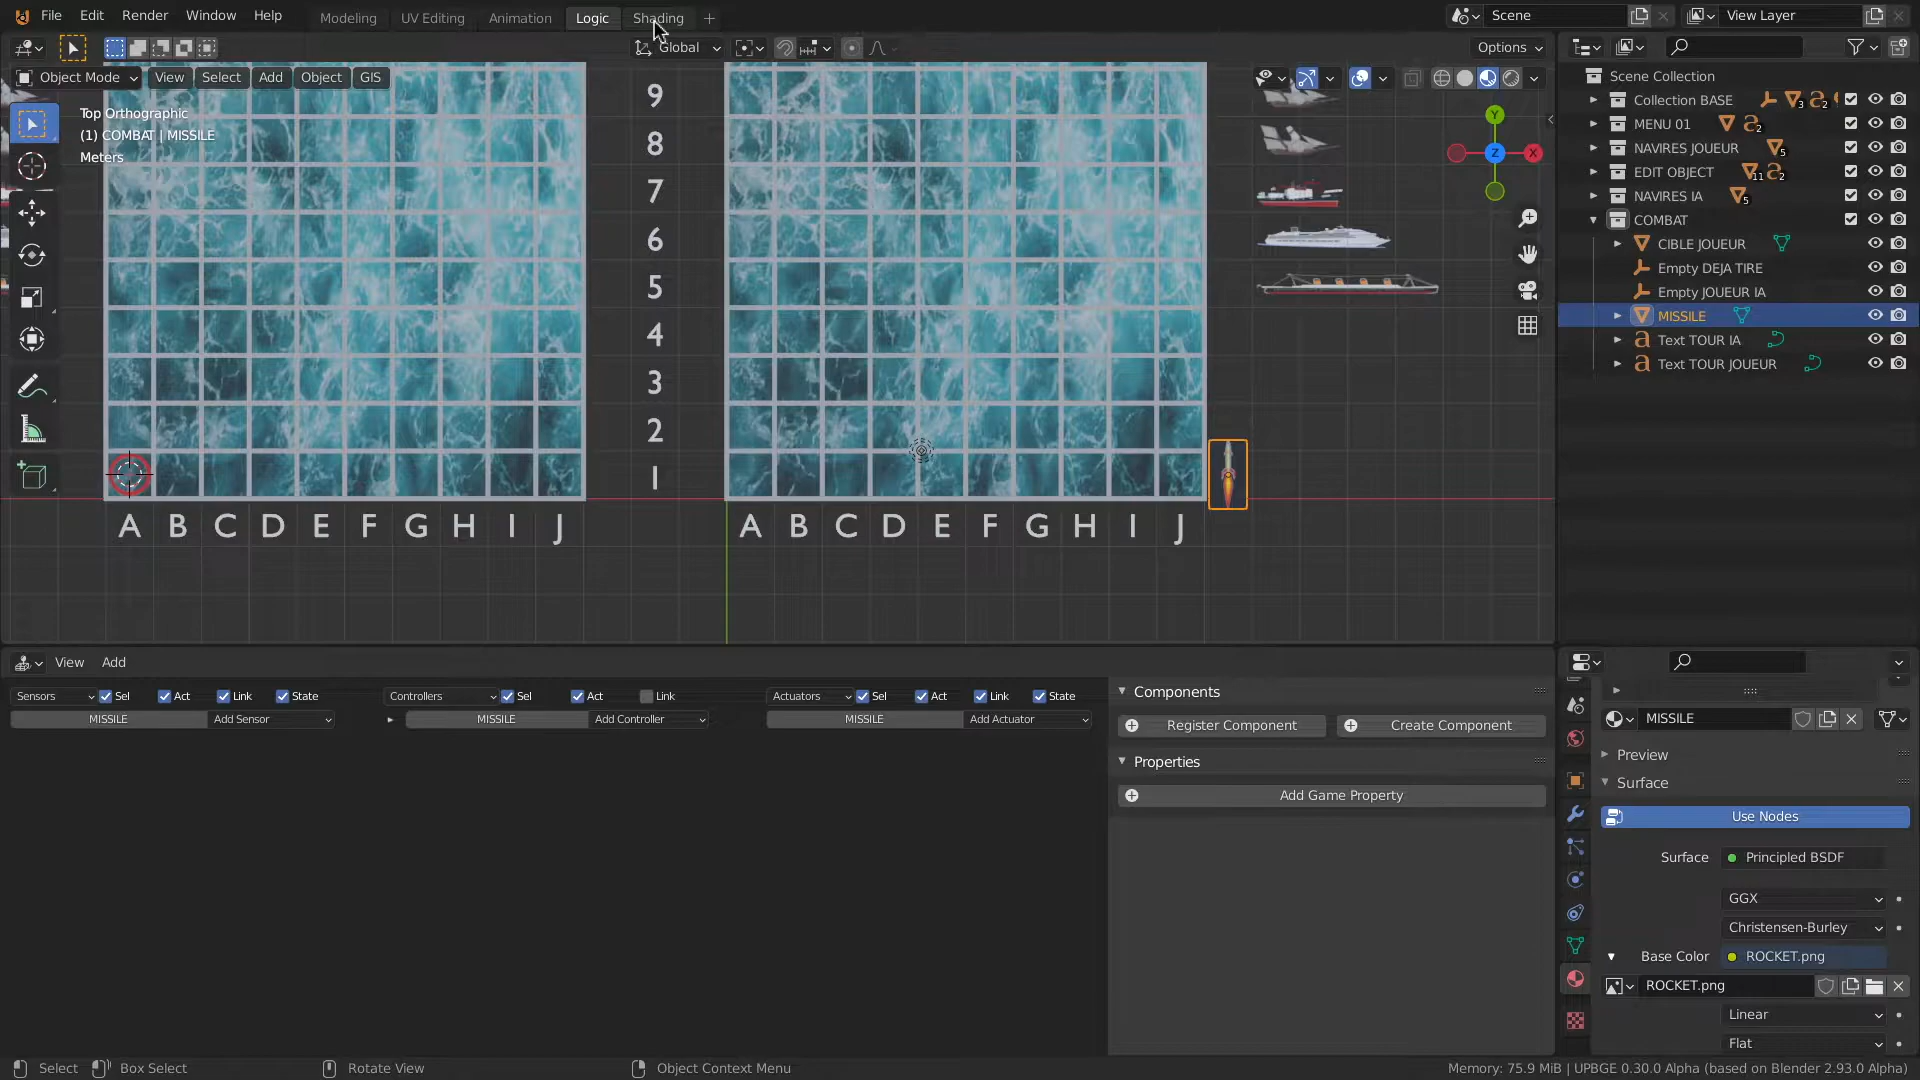 File Edit Render Window Help Modeling UV Editing Animation Logic Shading Scene View Layer
Global Options
Object Mode View Select Add Object GIS
Top Orthographic
(1) COMBAT | MISSILE
Meters
9
8
7
6
5
4
3
2
1
A B C D E F G H I J A B C D E F G H I J
Y
Z X
Scene Collection
Collection BASE 3 2
MENU 01 2
NAVIRES JOUEUR 5
EDIT OBJECT 11 2
NAVIRES IA 5
COMBAT
CIBLE JOUEUR
Empty DEJA TIRE
Empty JOUEUR IA
MISSILE
Text TOUR IA
Text TOUR JOUEUR
View Add
Sensors Sel Act Link State Controllers Sel Act Link Actuators Sel Act Link State
MISSILE Add Sensor MISSILE Add Controller MISSILE Add Actuator
Components
Register Component Create Component
Properties
Add Game Property
MISSILE
Preview
Surface
Use Nodes
Surface Principled BSDF
GGX
Christensen-Burley
Base Color ROCKET.png
ROCKET.png
Linear
Flat
Select Box Select Rotate View Object Context Menu Memory: 75.9 MiB | UPBGE 0.30.0 Alpha (based on Blender 2.93.0 Alpha)